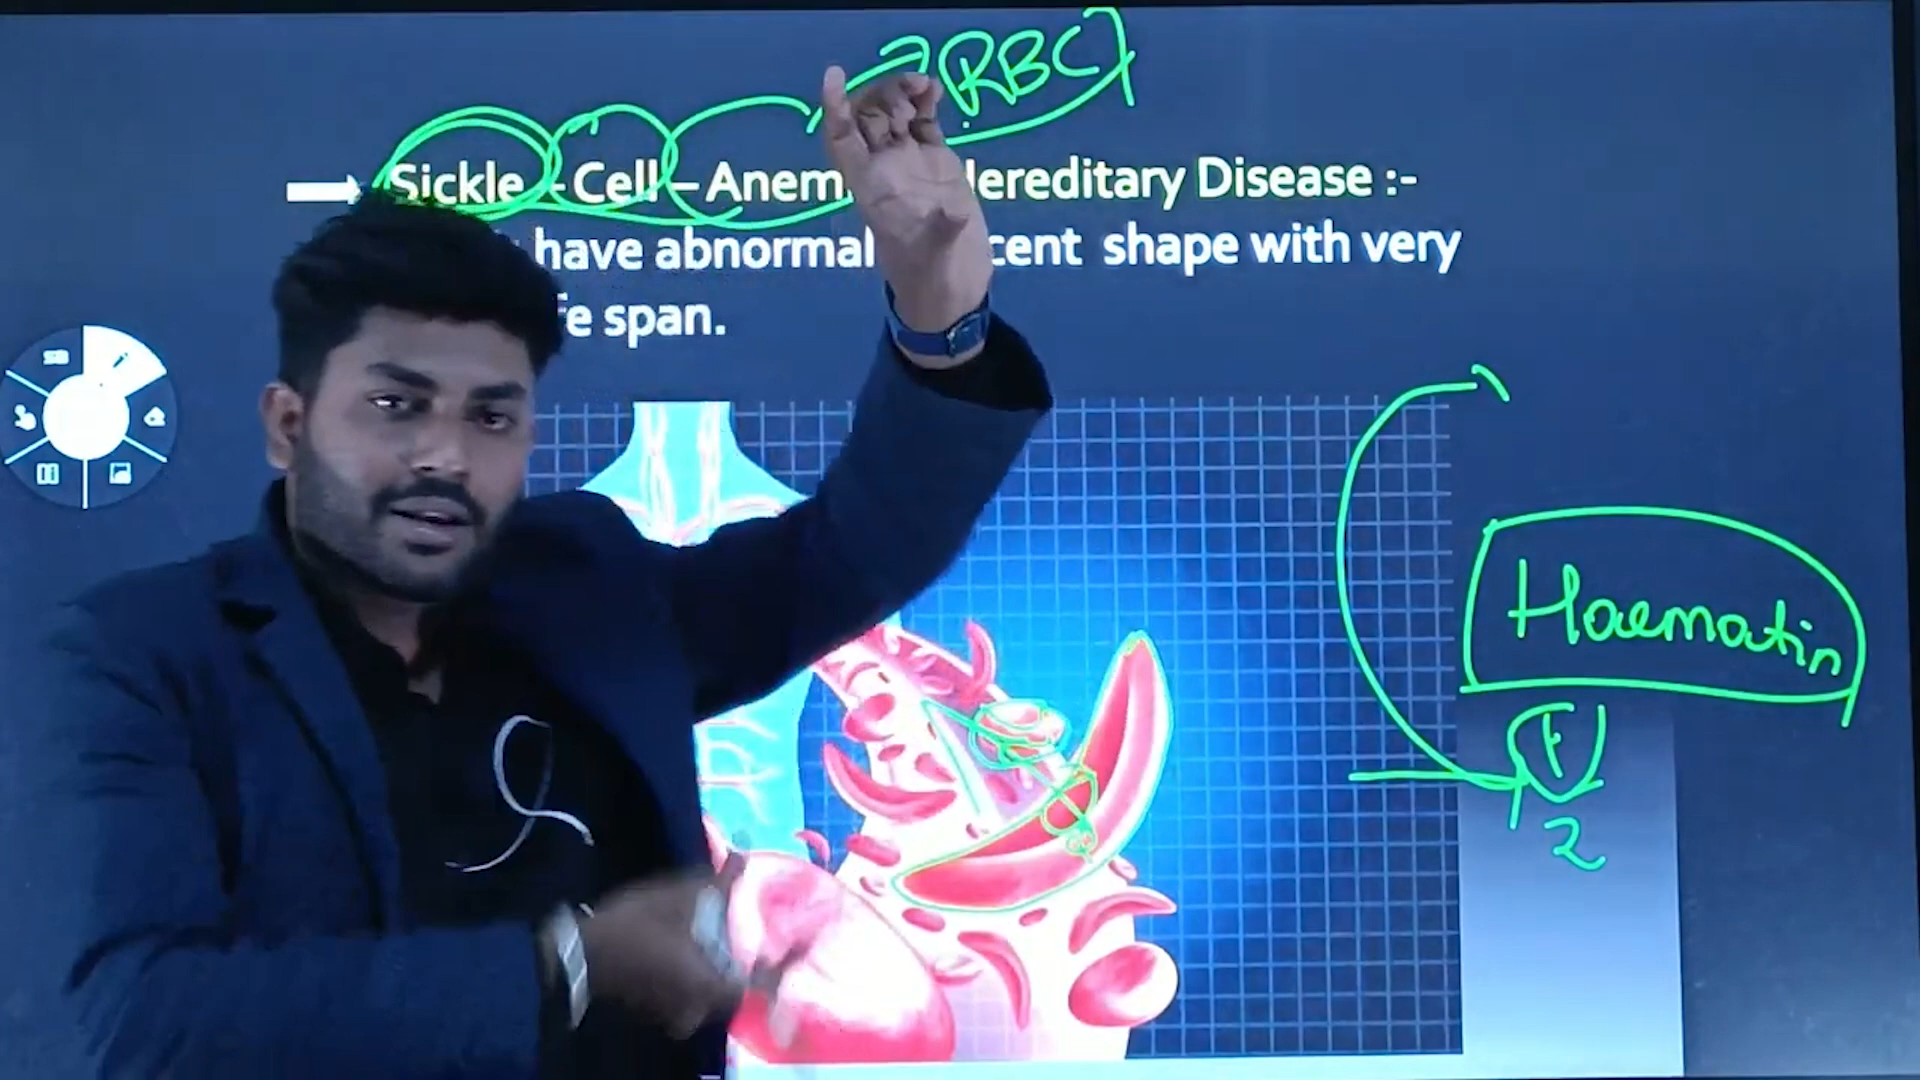 RBC
Sickle - Cell - Anem ereditary Disease :-
have abnormal cent shape with very
fe span.
Haematin
2